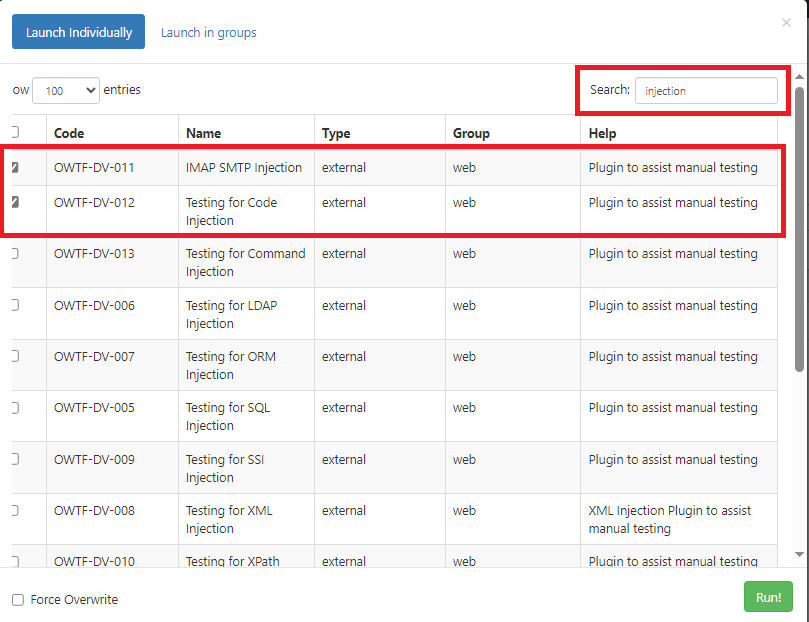 Launch Individually Launch in groups ×
ow 100 entries Search: injection
Code Name Type Group Help
OWTF-DV-011 IMAP SMTP Injection external web Plugin to assist manual testing
OWTF-DV-012 Testing for Code external web Plugin to assist manual testing
Injection
OWTF-DV-013 Testing for Command external web Plugin to assist manual testing
Injection
OWTF-DV-006 Testing for LDAP external web Plugin to assist manual testing
Injection
OWTF-DV-007 Testing for ORM external web Plugin to assist manual testing
Injection
OWTF-DV-005 Testing for SQL external web Plugin to assist manual testing
Injection
OWTF-DV-009 Testing for SSI external web Plugin to assist manual testing
Injection
OWTF-DV-008 Testing for XML external web XML Injection Plugin to assist
Injection manual testing
OWTF-DV-010 Testing for XPath external web Plugin to assist manual testing
Force Overwrite Run!